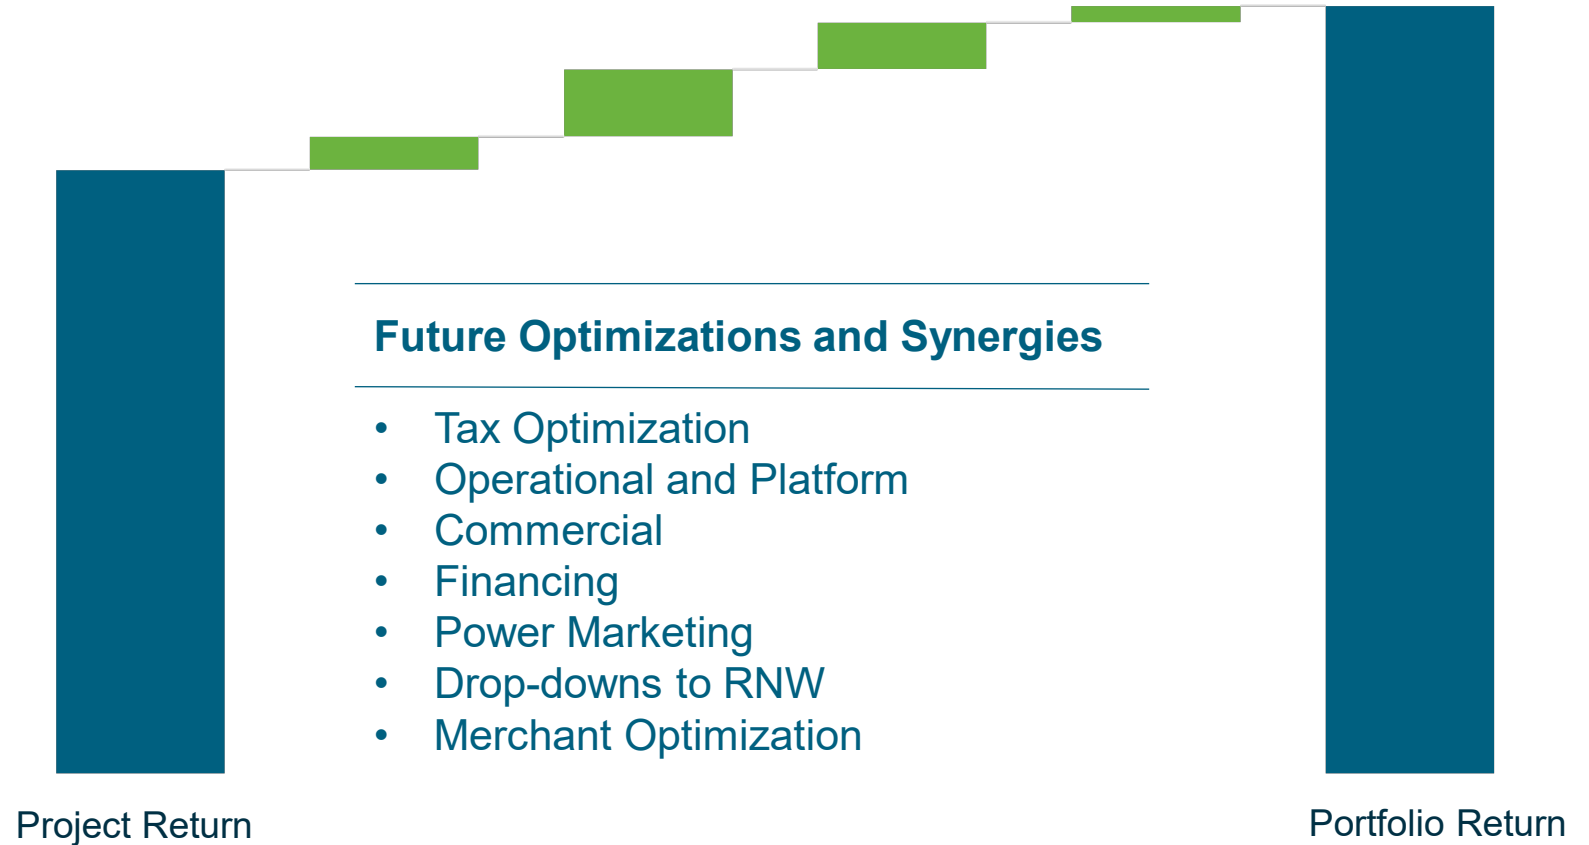 Future Optimizations and Synergies
• Tax Optimization
• Operational and Platform
• Commercial
• Financing
• Power Marketing
• Drop-downs to RNW
• Merchant Optimization
Project Return
Portfolio Return